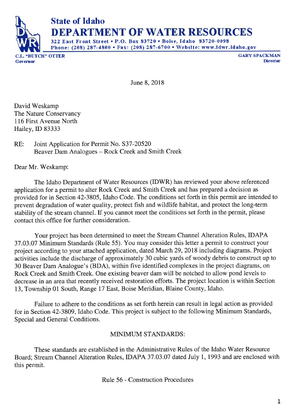 State of Idaho
DEPARTMENT OF WATER RESOURCES
322 East Front Street • P.O. Box 83720 • Boise, Idaho 83720-0098
Phone: (208) 287-4800 • Fax: (208) 287-6700 • Website: www.idwr.idaho.gov
C.L. "BUTCH" OTTER
Governor
GARY SPACKMAN
Director
June 8, 2018
David Weskamp
The Nature Conservancy
116 First Avenue North
Hailey, ID 83333
RE: Joint Application for Permit No. S37-20520
Beaver Dam Analogues – Rock Creek and Smith Creek
Dear Mr. Weskamp:
The Idaho Department of Water Resources (IDWR) has reviewed your above referenced
application for a permit to alter Rock Creek and Smith Creek and has prepared a decision as
provided for in Section 42-3805, Idaho Code. The conditions set forth in this permit are intended to
prevent degradation of water quality, protect fish and wildlife habitat, and protect the long-term
stability of the stream channel. If you cannot meet the conditions set forth in the permit, please
contact this office for further consideration.
Your project has been determined to meet the Stream Channel Alteration Rules, IDAPA
37.03.07 Minimum Standards (Rule 55). You may consider this letter a permit to construct your
project according to your attached application, dated March 29, 2018 including diagrams. Project
activities include the discharge of approximately 30 cubic yards of woody debris to construct up to
30 Beaver Dam Analogue's (BDA), within five identified complexes in the project diagrams, on
Rock Creek and Smith Creek. One existing beaver dam will be notched to allow pond levels to
decrease in an area that recently received restoration efforts. The project location is within Section
13, Township 01 South, Range 17 East, Boise Meridian, Blaine County, Idaho.
Failure to adhere to the conditions as set forth herein can result in legal action as provided
for in Section 42-3809, Idaho Code. This project is subject to the following Minimum Standards,
Special and General Conditions.
MINIMUM STANDARDS:
These standards are established in the Administrative Rules of the Idaho Water Resource
Board; Stream Channel Alteration Rules, IDAPA 37.03.07 dated July 1, 1993 and are enclosed with
this permit.
Rule 56 - Construction Procedures
1